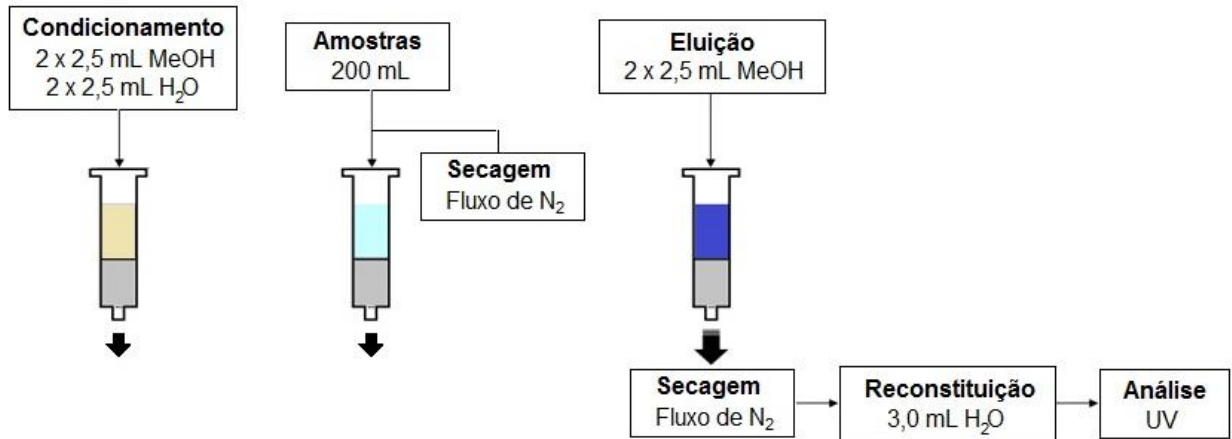 Condicionamento
2 x 2,5 mL MeOH
2 x 2,5 mL H₂O
Amostras
200 mL
Secagem
Fluxo de N₂
Eluição
2 x 2,5 mL MeOH
Secagem
Fluxo de N₂
Reconstituição
3,0 mL H₂O
Análise
UV